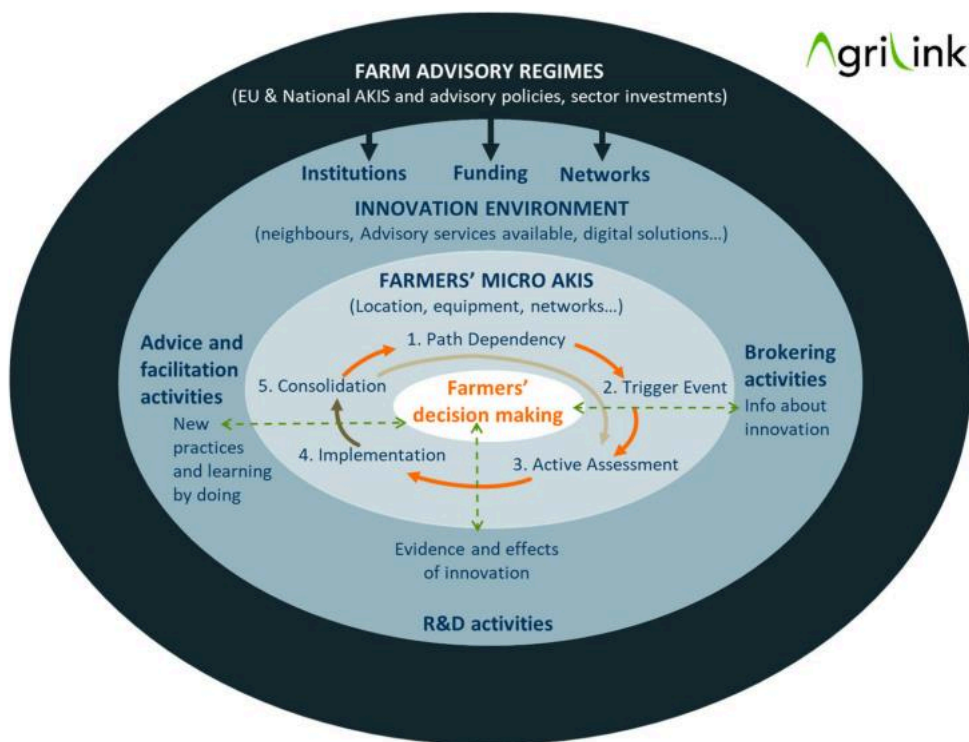 AgriLink
FARM ADVISORY REGIMES
(EU & National AKIS and advisory policies, sector investments)
Institutions
Funding
Networks
INNOVATION ENVIRONMENT
(neighbours, Advisory services available, digital solutions…)
FARMERS’ MICRO AKIS
(Location, equipment, networks…)
1. Path Dependency
2. Trigger Event
3. Active Assessment
4. Implementation
5. Consolidation
Farmers’
decision making
Advice and
facilitation
activities
New
practices
and learning
by doing
Brokering
activities
Info about
innovation
Evidence and effects
of innovation
R&D activities